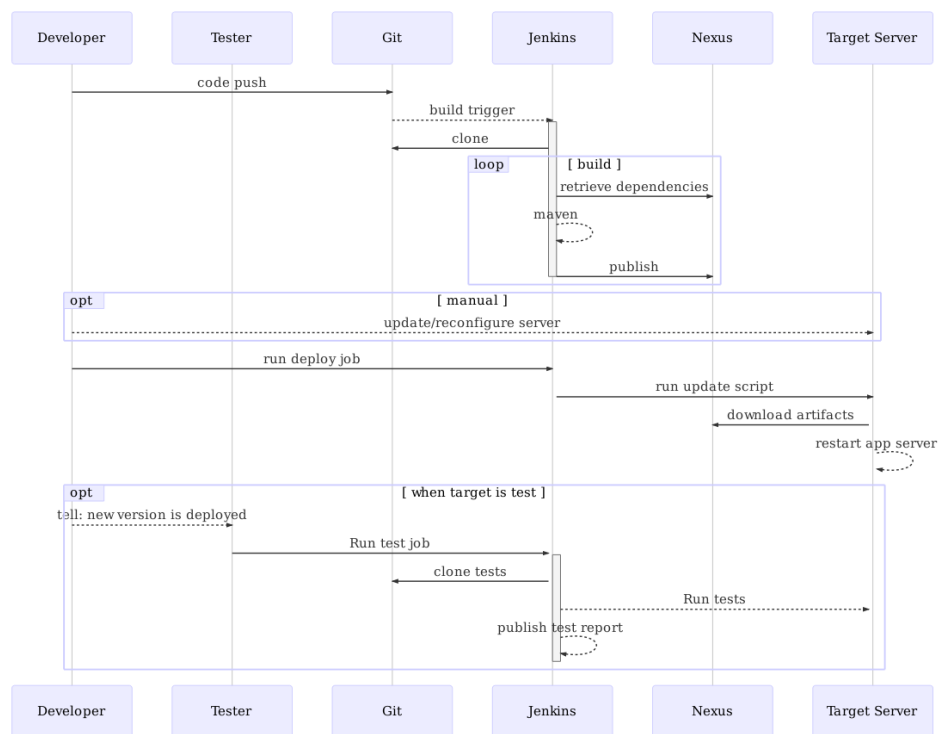 Developer
Tester
Git
Jenkins
Nexus
Target Server
code push
build trigger
clone
loop
[ build ]
retrieve dependencies
maven
publish
opt
[ manual ]
update/reconfigure server
run deploy job
run update script
download artifacts
restart app server
opt
[ when target is test ]
tell: new version is deployed
Run test job
clone tests
Run tests
publish test report
Developer
Tester
Git
Jenkins
Nexus
Target Server